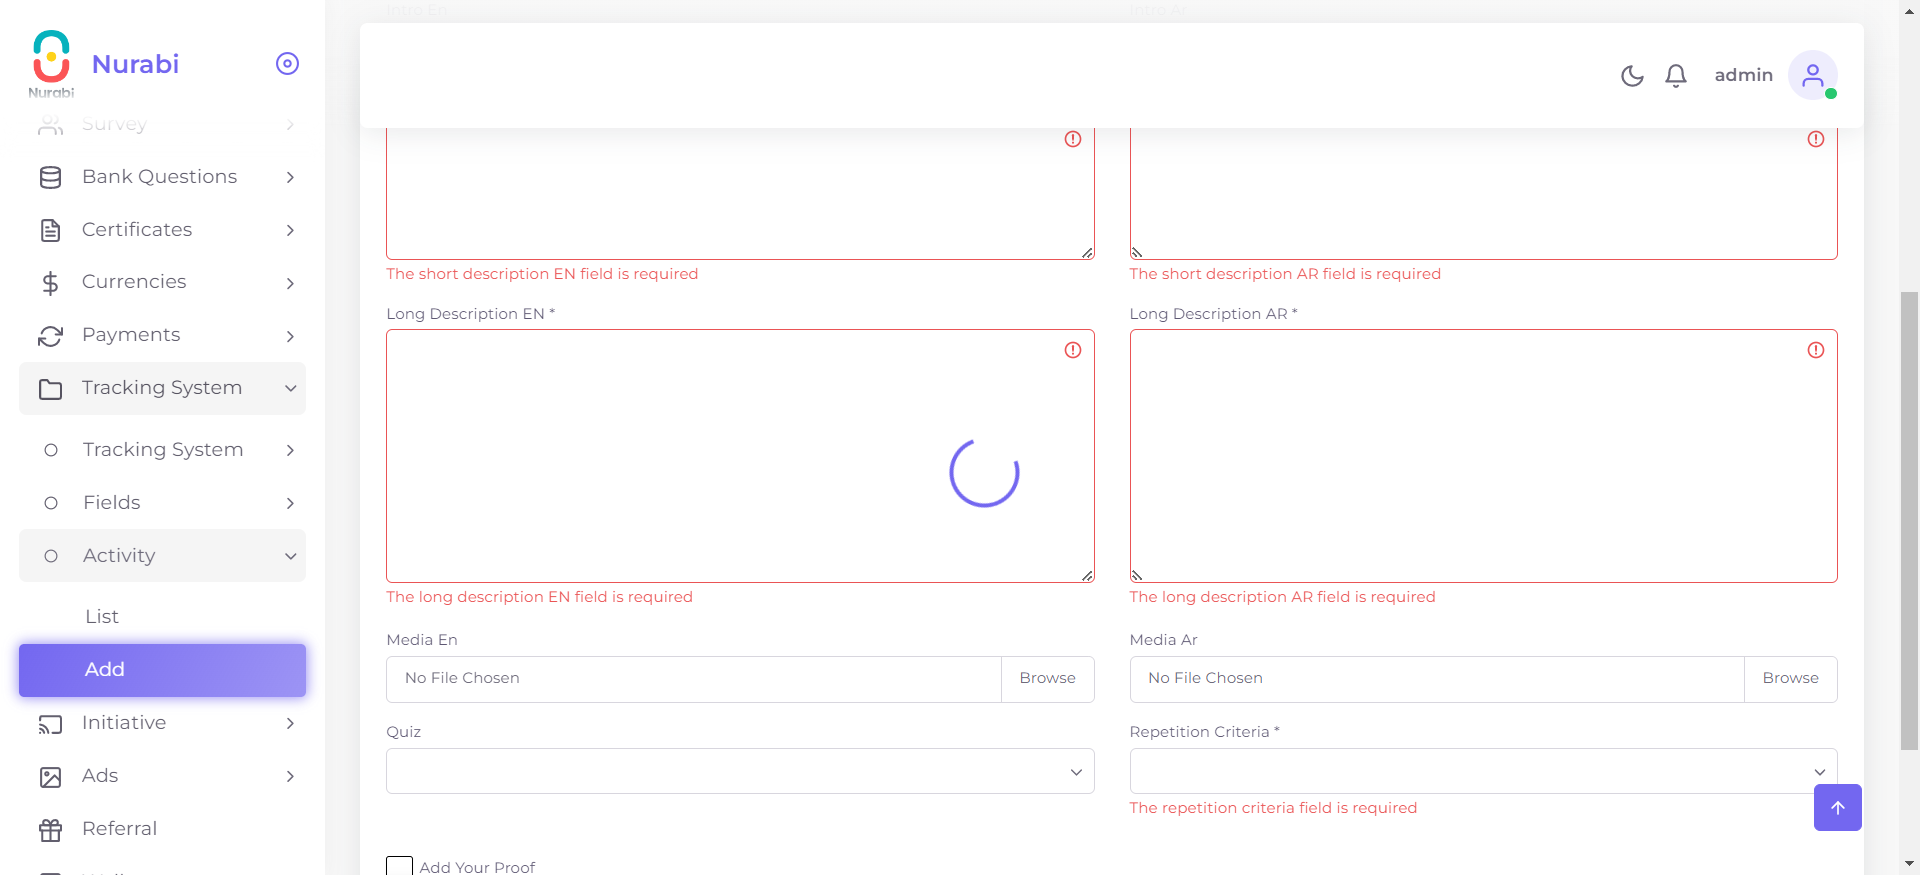 Intro En
Intro Ar
Nurabi
Nurabi
admin
Survey
Bank Questions
Certificates
Currencies
Payments
Tracking System
Tracking System
Fields
Activity
List
Add
Initiative
Ads
Referral
The short description EN field is required
The short description AR field is required
Long Description EN *
Long Description AR *
The long description EN field is required
The long description AR field is required
Media En
Media Ar
No File Chosen
Browse
No File Chosen
Browse
Quiz
Repetition Criteria *
The repetition criteria field is required
Add Your Proof